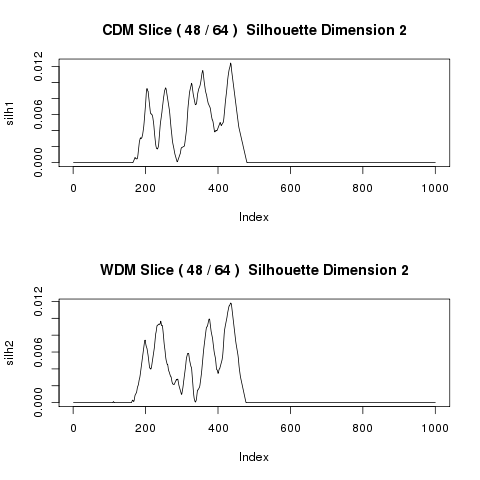 CDM Slice ( 48 / 64 )  Silhouette Dimension 2
silh1
0.012
0.006
0.000
0 200 400 600 800 1000
Index
WDM Slice ( 48 / 64 )  Silhouette Dimension 2
silh2
0.012
0.006
0.000
0 200 400 600 800 1000
Index